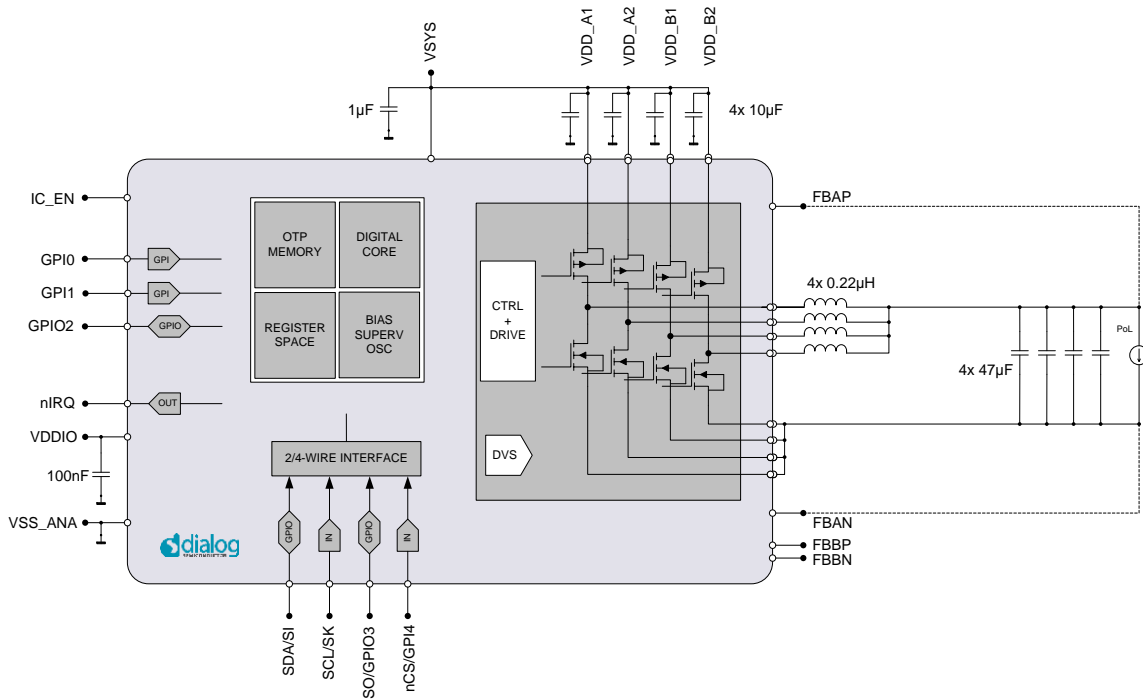 VSYS
VDD_A1
VDD_A2
VDD_B1
VDD_B2
1µF
4x 10µF
IC_EN
GPI0
GPI
GPI1
GPI
GPIO2
GPIO
nIRQ
OUT
VDDIO
100nF
VSS_ANA
OTP
MEMORY
DIGITAL
CORE
REGISTER
SPACE
BIAS
SUPERV
OSC
2/4-WIRE INTERFACE
GPIO
IN
GPIO
IN
SDA/SI
SCL/SK
SO/GPIO3
nCS/GPI4
dialog
SEMICONDUCTOR
CTRL
+
DRIVE
DVS
FBAP
4x 0.22µH
4x 47µF
PoL
FBAN
FBBP
FBBN